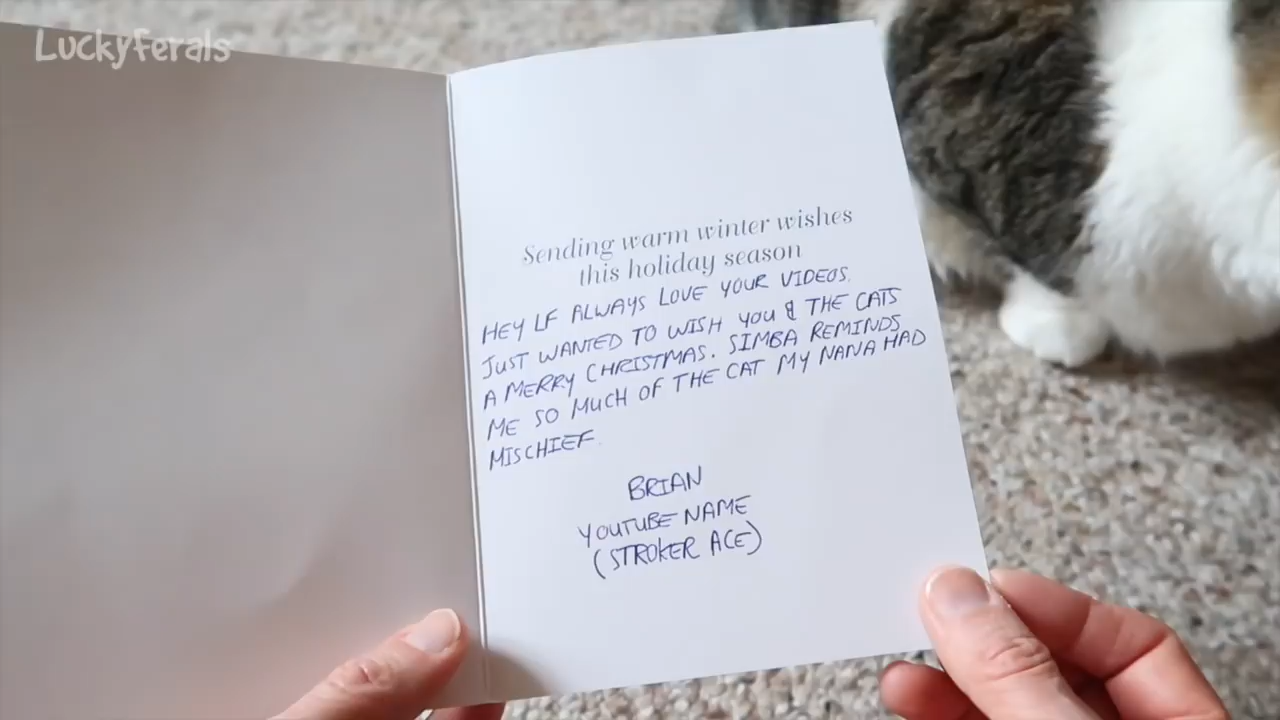 LuckyFerals
Sending warm winter wishes
this holiday season
HEY LF ALWAYS LOVE YOUR VIDEOS.
JUST WANTED TO WISH YOU & THE CATS
A MERRY CHRISTMAS. SIMBA REMINDS
ME SO MUCH OF THE CAT MY NANA HAD
MISCHIEF.
BRIAN
YOUTUBE NAME
(STROKER ACE)